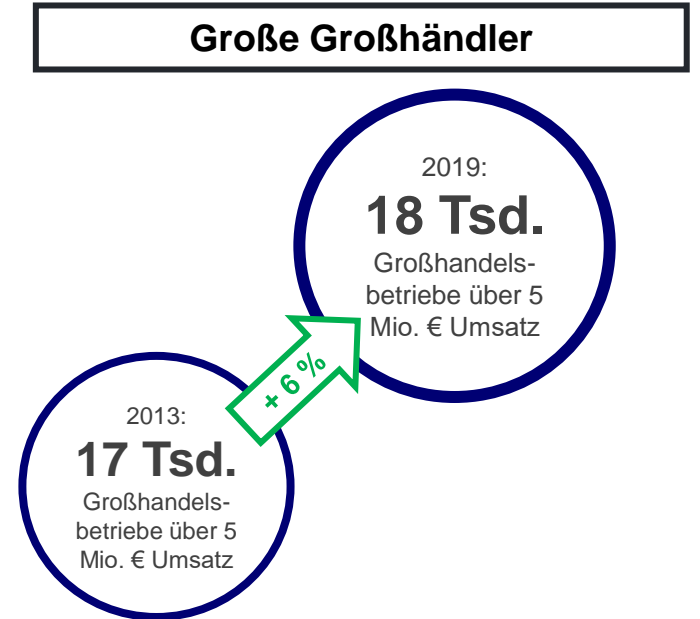 Große Großhändler
2019:
18 Tsd.
Großhandels-
betriebe über 5
Mio. € Umsatz
+ 6 %
2013:
17 Tsd.
Großhandels-
betriebe über 5
Mio. € Umsatz